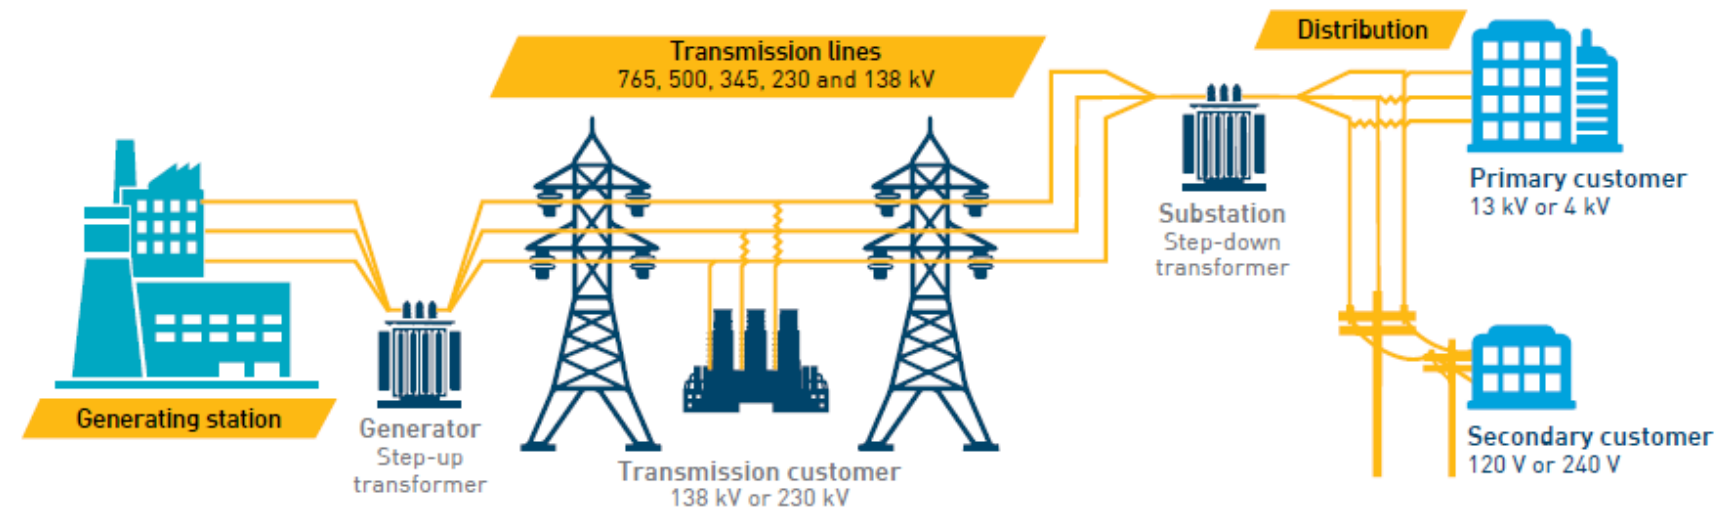 Transmission lines
765, 500, 345, 230 and 138 kV
Distribution
Primary customer
13 kV or 4 kV
Substation
Step-down
transformer
Generating station
Generator
Step-up
transformer
Transmission customer
138 kV or 230 kV
Secondary customer
120 V or 240 V